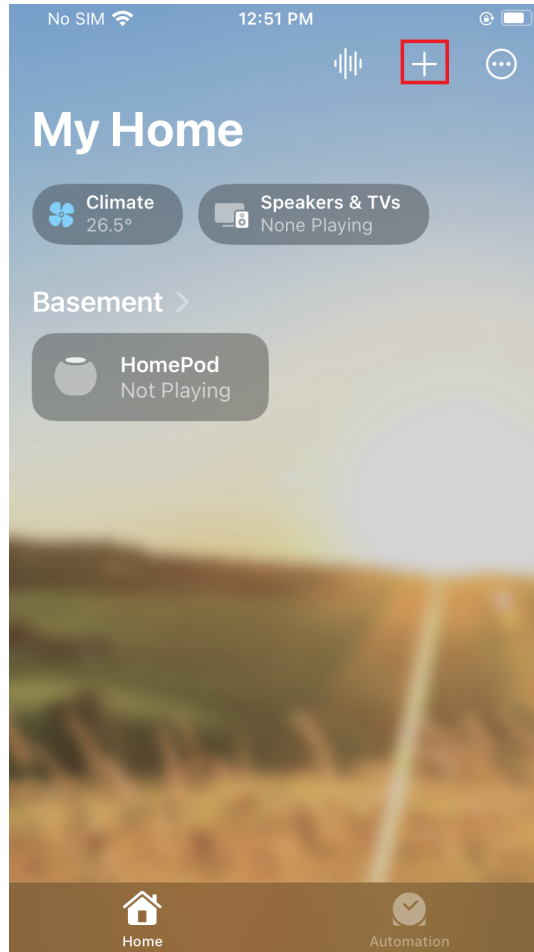 No SIM 12:51 PM
My Home
Climate
26.5°
Speakers & TVs
None Playing
Basement
HomePod
Not Playing
Home
Automation